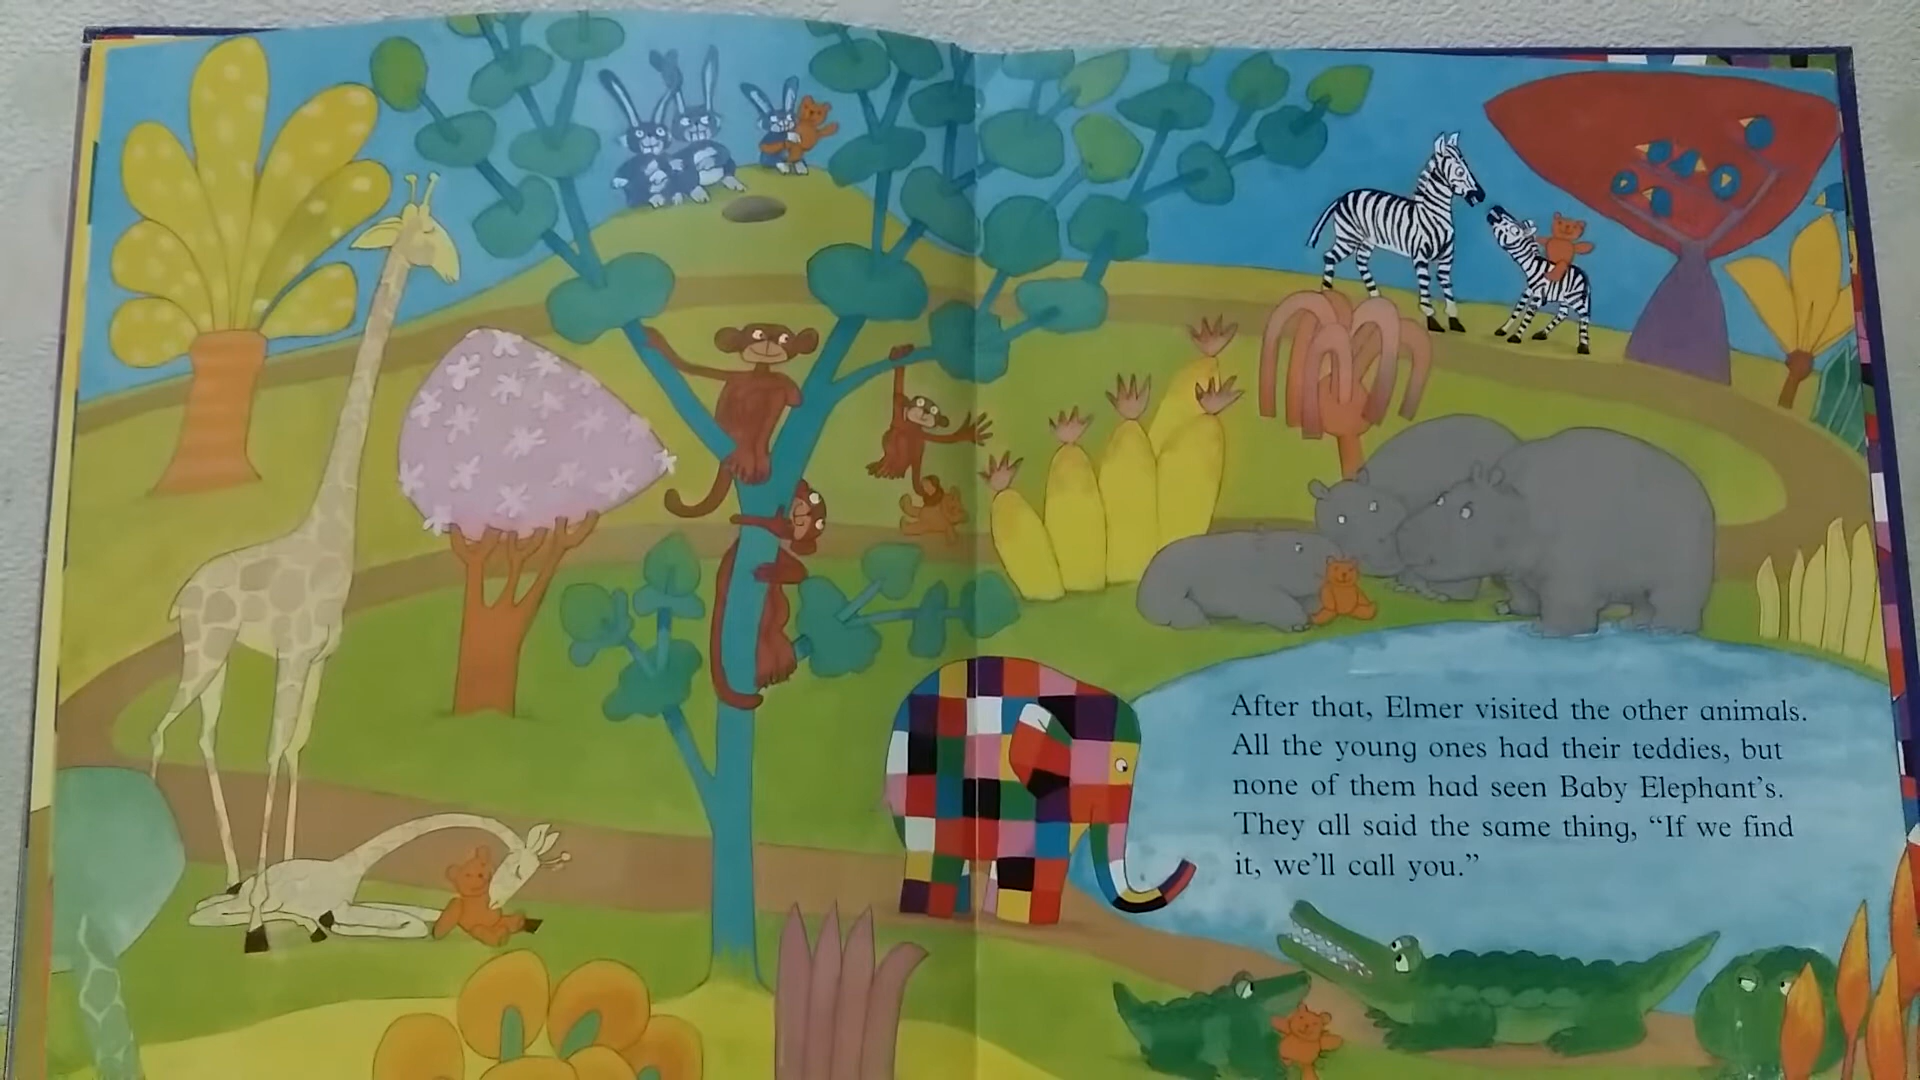 After that, Elmer visited the other animals.
All the young ones had their teddies, but
none of them had seen Baby Elephant's.
They all said the same thing, “If we find
it, we'll call you.”